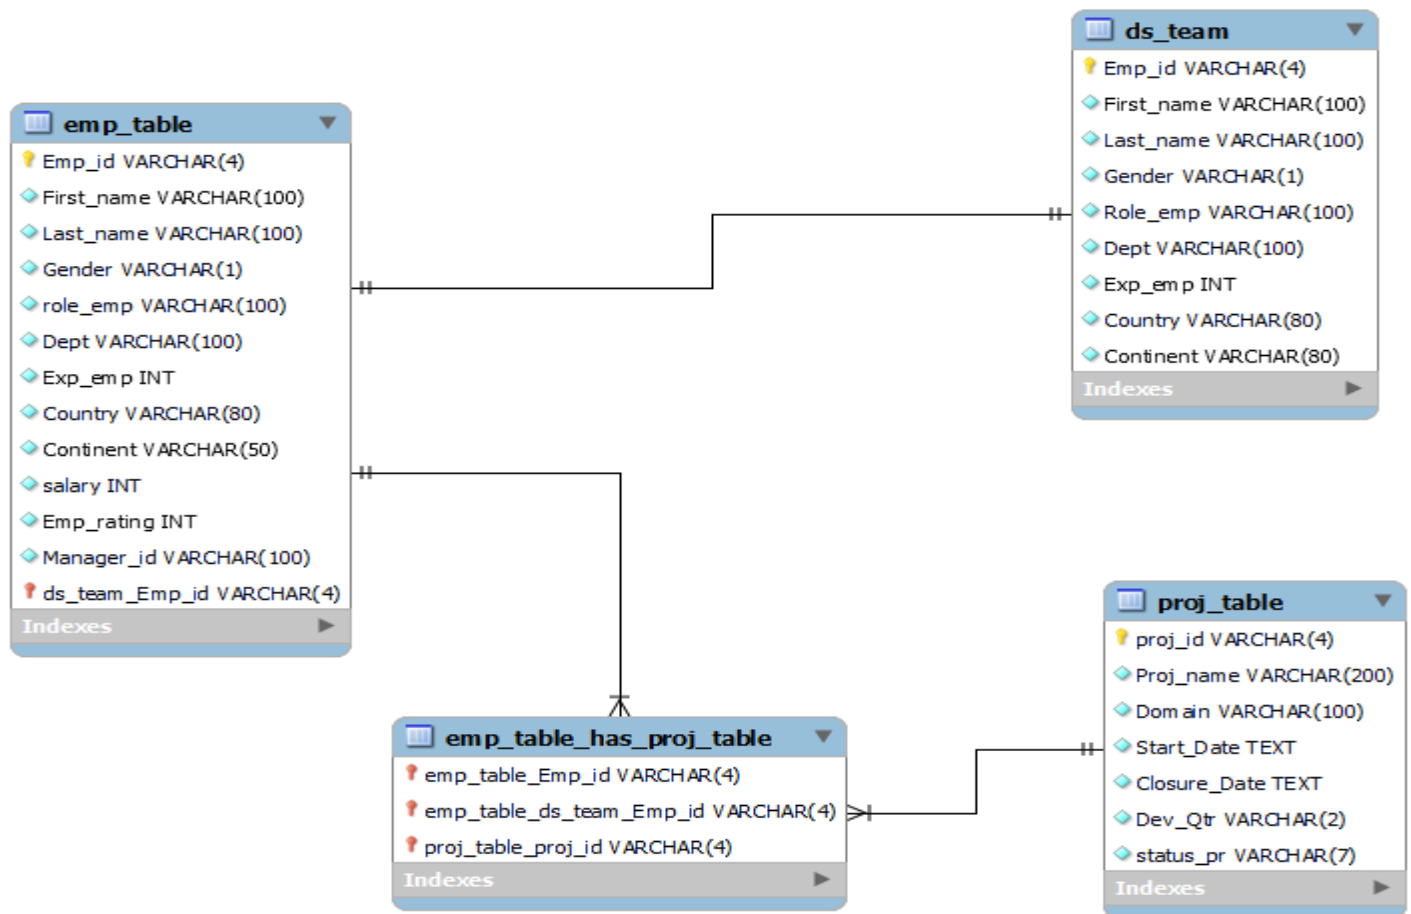 emp_table
Emp_id VARCHAR(4)
First_name VARCHAR(100)
Last_name VARCHAR(100)
Gender VARCHAR(1)
role_emp VARCHAR(100)
Dept VARCHAR(100)
Exp_emp INT
Country VARCHAR(80)
Continent VARCHAR(50)
salary INT
Emp_rating INT
Manager_id VARCHAR(100)
ds_team_Emp_id VARCHAR(4)
Indexes
ds_team
Emp_id VARCHAR(4)
First_name VARCHAR(100)
Last_name VARCHAR(100)
Gender VARCHAR(1)
Role_emp VARCHAR(100)
Dept VARCHAR(100)
Exp_emp INT
Country VARCHAR(80)
Continent VARCHAR(80)
Indexes
emp_table_has_proj_table
emp_table_Emp_id VARCHAR(4)
emp_table_ds_team_Emp_id VARCHAR(4)
proj_table_proj_id VARCHAR(4)
Indexes
proj_table
proj_id VARCHAR(4)
Proj_name VARCHAR(200)
Domain VARCHAR(100)
Start_Date TEXT
Closure_Date TEXT
Dev_Qtr VARCHAR(2)
status_pr VARCHAR(7)
Indexes